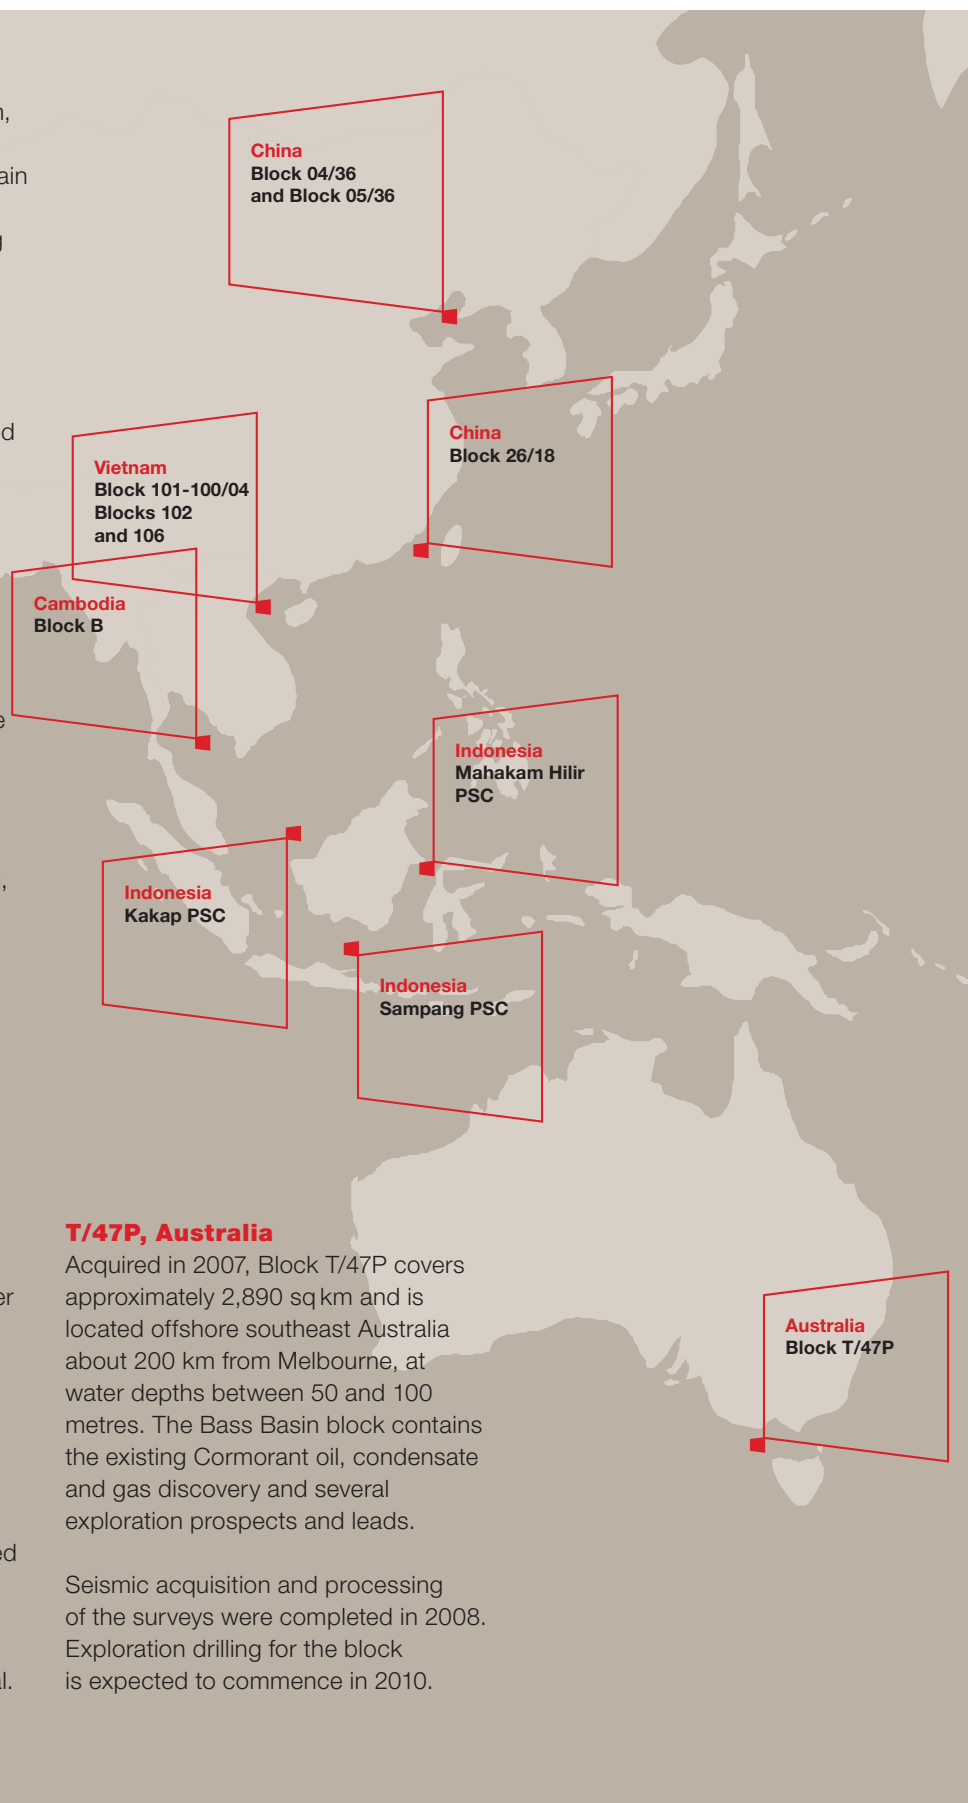 n,
ain
g
ed
e
,
er
ed
al.
China
Block 04/36
and Block 05/36
China
Block 26/18
Vietnam
Block 101-100/04
Blocks 102
and 106
Cambodia
Block B
Indonesia
Mahakam Hilir
PSC
Indonesia
Kakap PSC
Indonesia
Sampang PSC
Australia
Block T/47P
T/47P, Australia
Acquired in 2007, Block T/47P covers
approximately 2,890 sq km and is
located offshore southeast Australia
about 200 km from Melbourne, at
water depths between 50 and 100
metres. The Bass Basin block contains
the existing Cormorant oil, condensate
and gas discovery and several
exploration prospects and leads.
Seismic acquisition and processing
of the surveys were completed in 2008.
Exploration drilling for the block
is expected to commence in 2010.